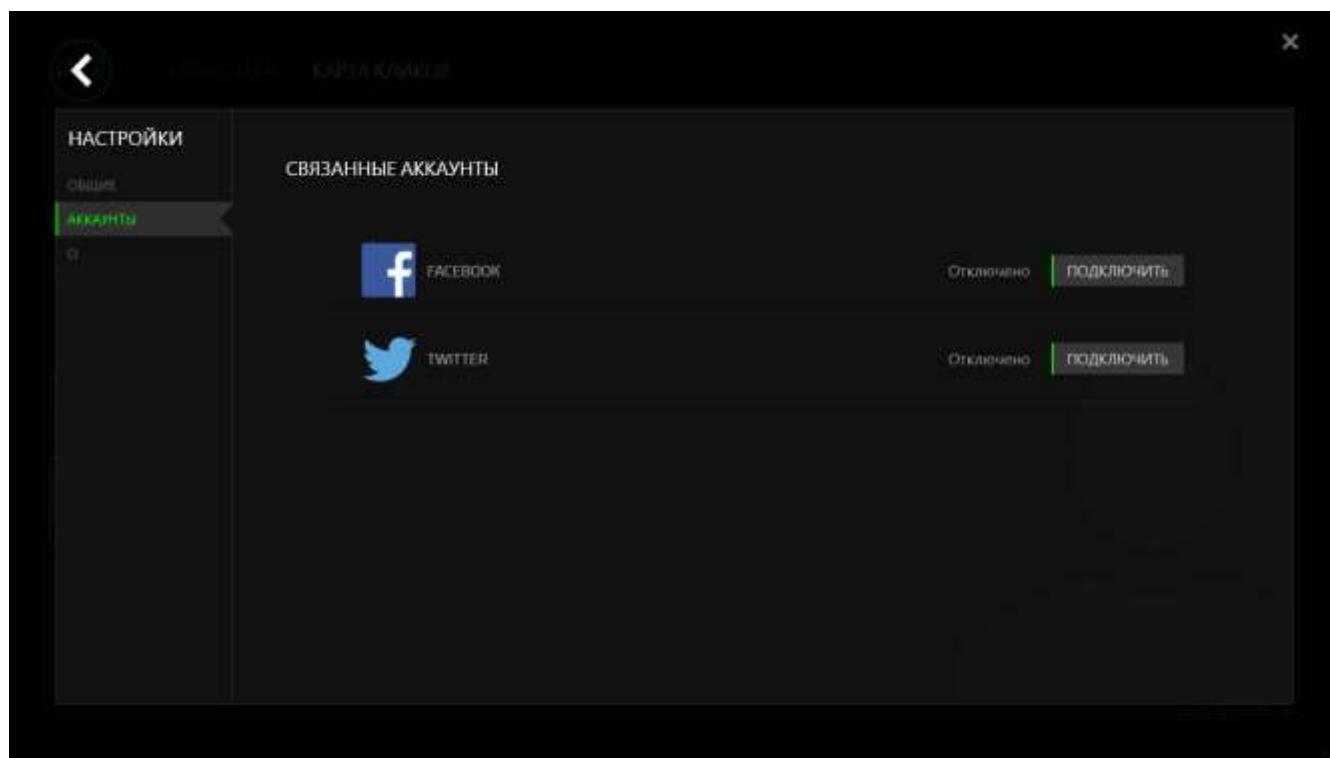 КАРТА КЛИКОВ
НАСТРОЙКИ
ОБЩИЕ
АККАУНТЫ
СВЯЗАННЫЕ АККАУНТЫ
FACEBOOK Отключено ПОДКЛЮЧИТЬ
TWITTER Отключено ПОДКЛЮЧИТЬ